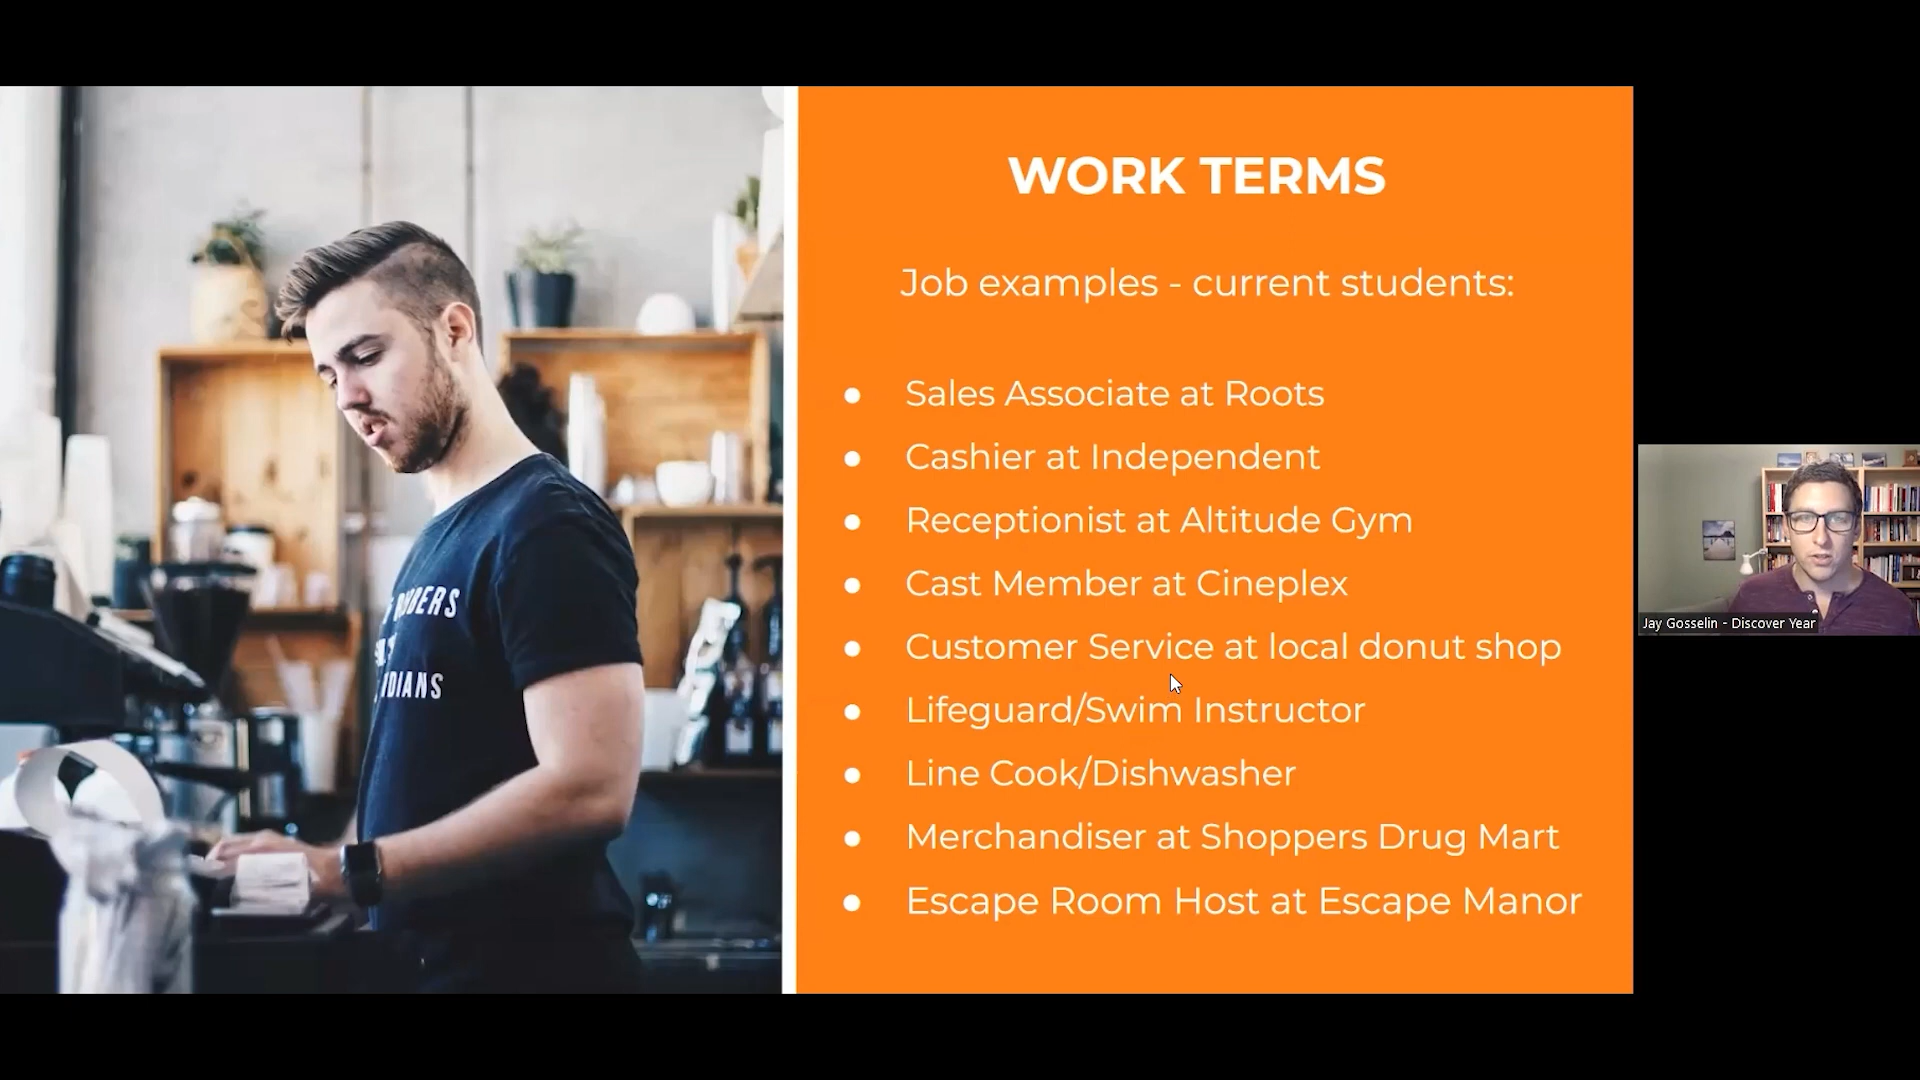 WORK TERMS
Job examples - current students:
● Sales Associate at Roots
● Cashier at Independent
● Receptionist at Altitude Gym
● Cast Member at Cineplex
● Customer Service at local donut shop
● Lifeguard/Swim Instructor
● Line Cook/Dishwasher
● Merchandiser at Shoppers Drug Mart
● Escape Room Host at Escape Manor
Jay Gosselin - Discover Year